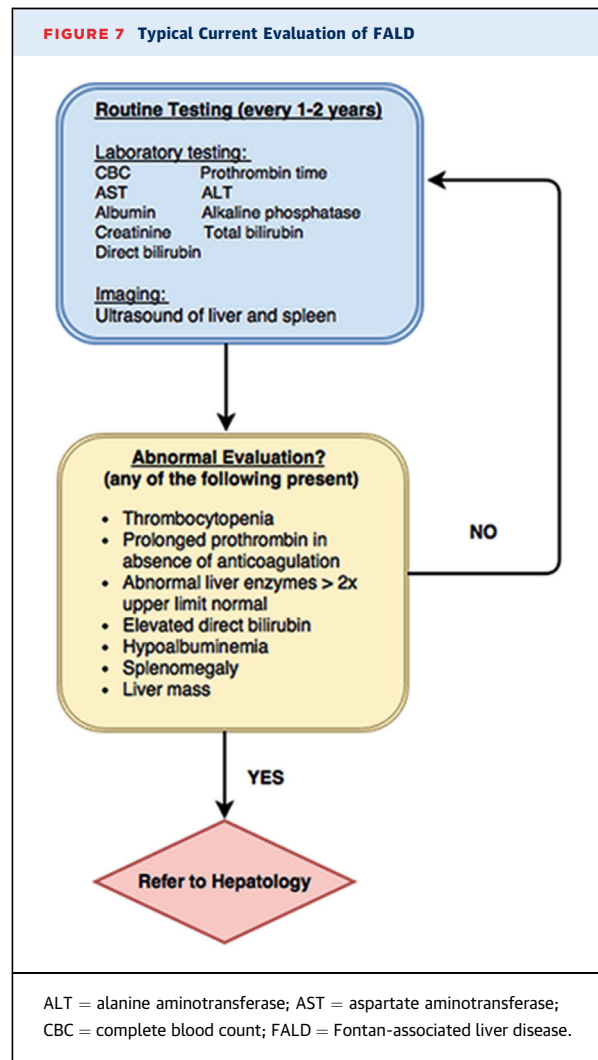 FIGURE 7 Typical Current Evaluation of FALD
Routine Testing (every 1-2 years)
Laboratory testing:
CBC Prothrombin time
AST ALT
Albumin Alkaline phosphatase
Creatinine Total bilirubin
Direct bilirubin
Imaging:
Ultrasound of liver and spleen
Abnormal Evaluation?
(any of the following present)
• Thrombocytopenia
• Prolonged prothrombin in
absence of anticoagulation
• Abnormal liver enzymes > 2x
upper limit normal
• Elevated direct bilirubin
• Hypoalbuminemia
• Splenomegaly
• Liver mass
NO
YES
Refer to Hepatology
ALT = alanine aminotransferase; AST = aspartate aminotransferase;
CBC = complete blood count; FALD = Fontan-associated liver disease.